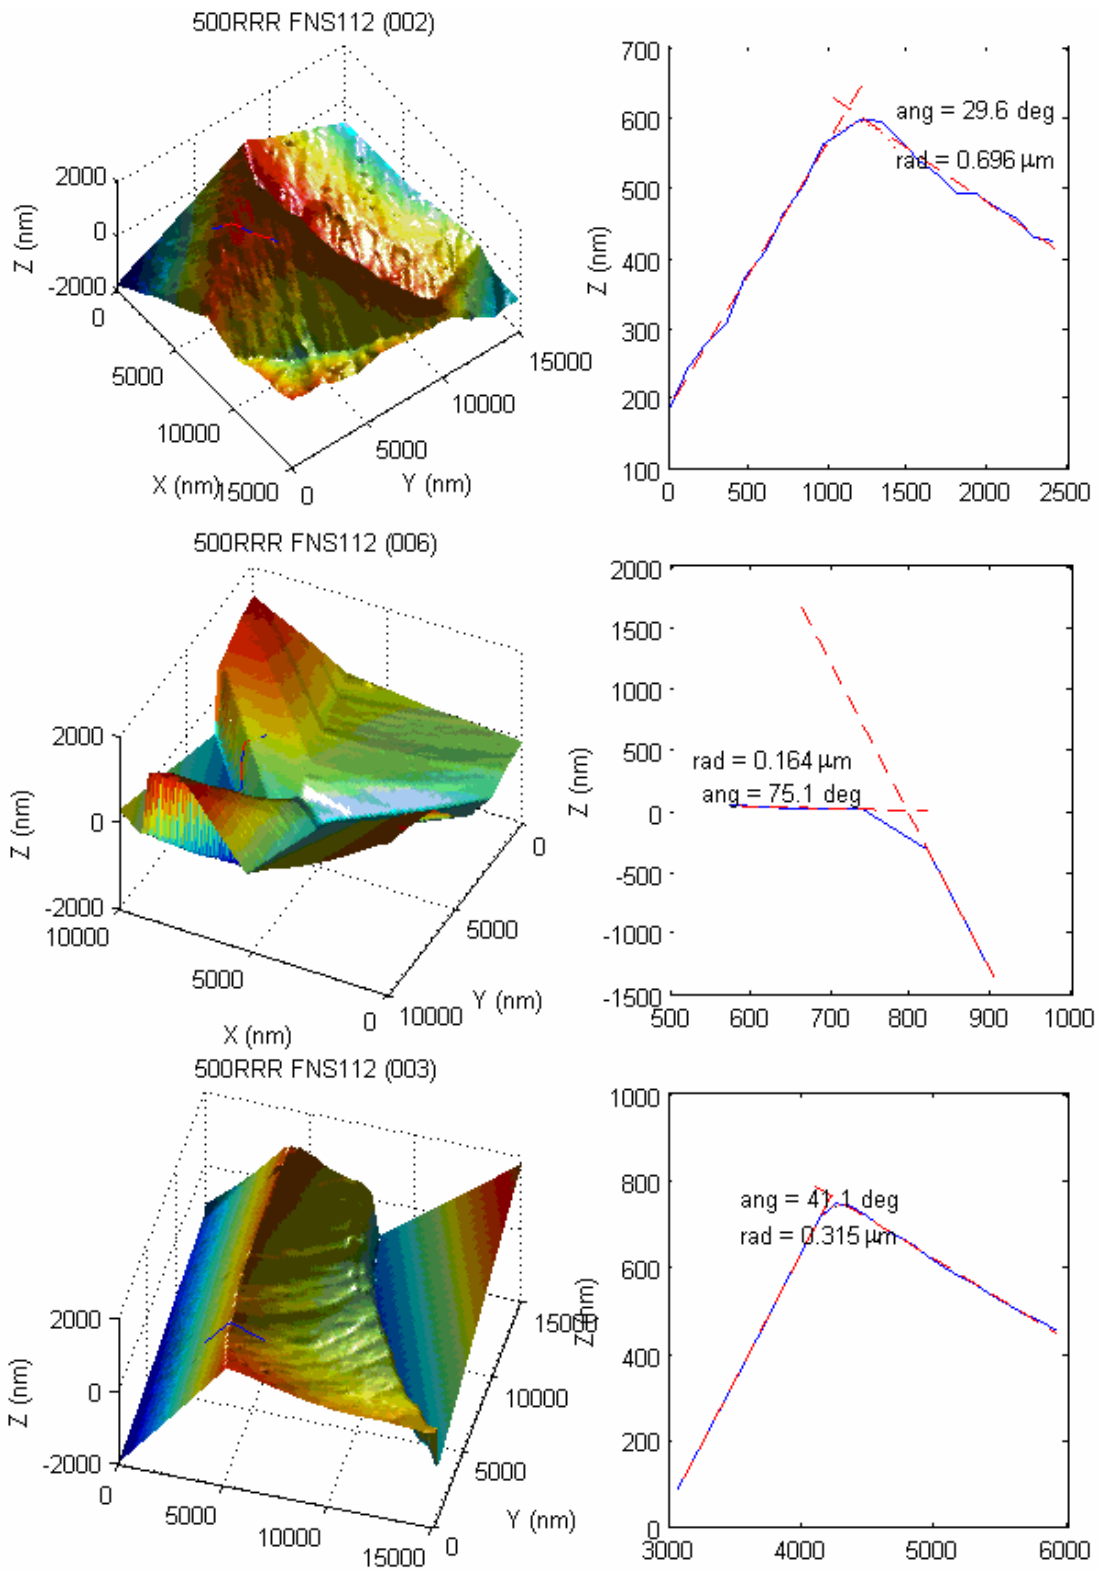 500RRR FNS112 (002)
2000
0
-2000
Z (nm)
0
5000
10000
15000
X (nm)
0
5000
10000
15000
Y (nm)
700
600
500
400
300
200
100
Z (nm)
ang = 29.6 deg
rad = 0.696 µm
0 500 1000 1500 2000 2500
500RRR FNS112 (006)
2000
0
-2000
Z (nm)
10000
5000
0
X (nm)
10000
5000
0
Y (nm)
2000
1500
1000
500
0
-500
-1000
-1500
Z (nm)
rad = 0.164 µm
ang = 75.1 deg
500 600 700 800 900 1000
500RRR FNS112 (003)
2000
0
-2000
Z (nm)
0
5000
10000
15000
0
5000
10000
15000
Y (nm)
1000
800
600
400
200
0
Z (nm)
ang = 41.1 deg
rad = 0.315 µm
3000 4000 5000 6000